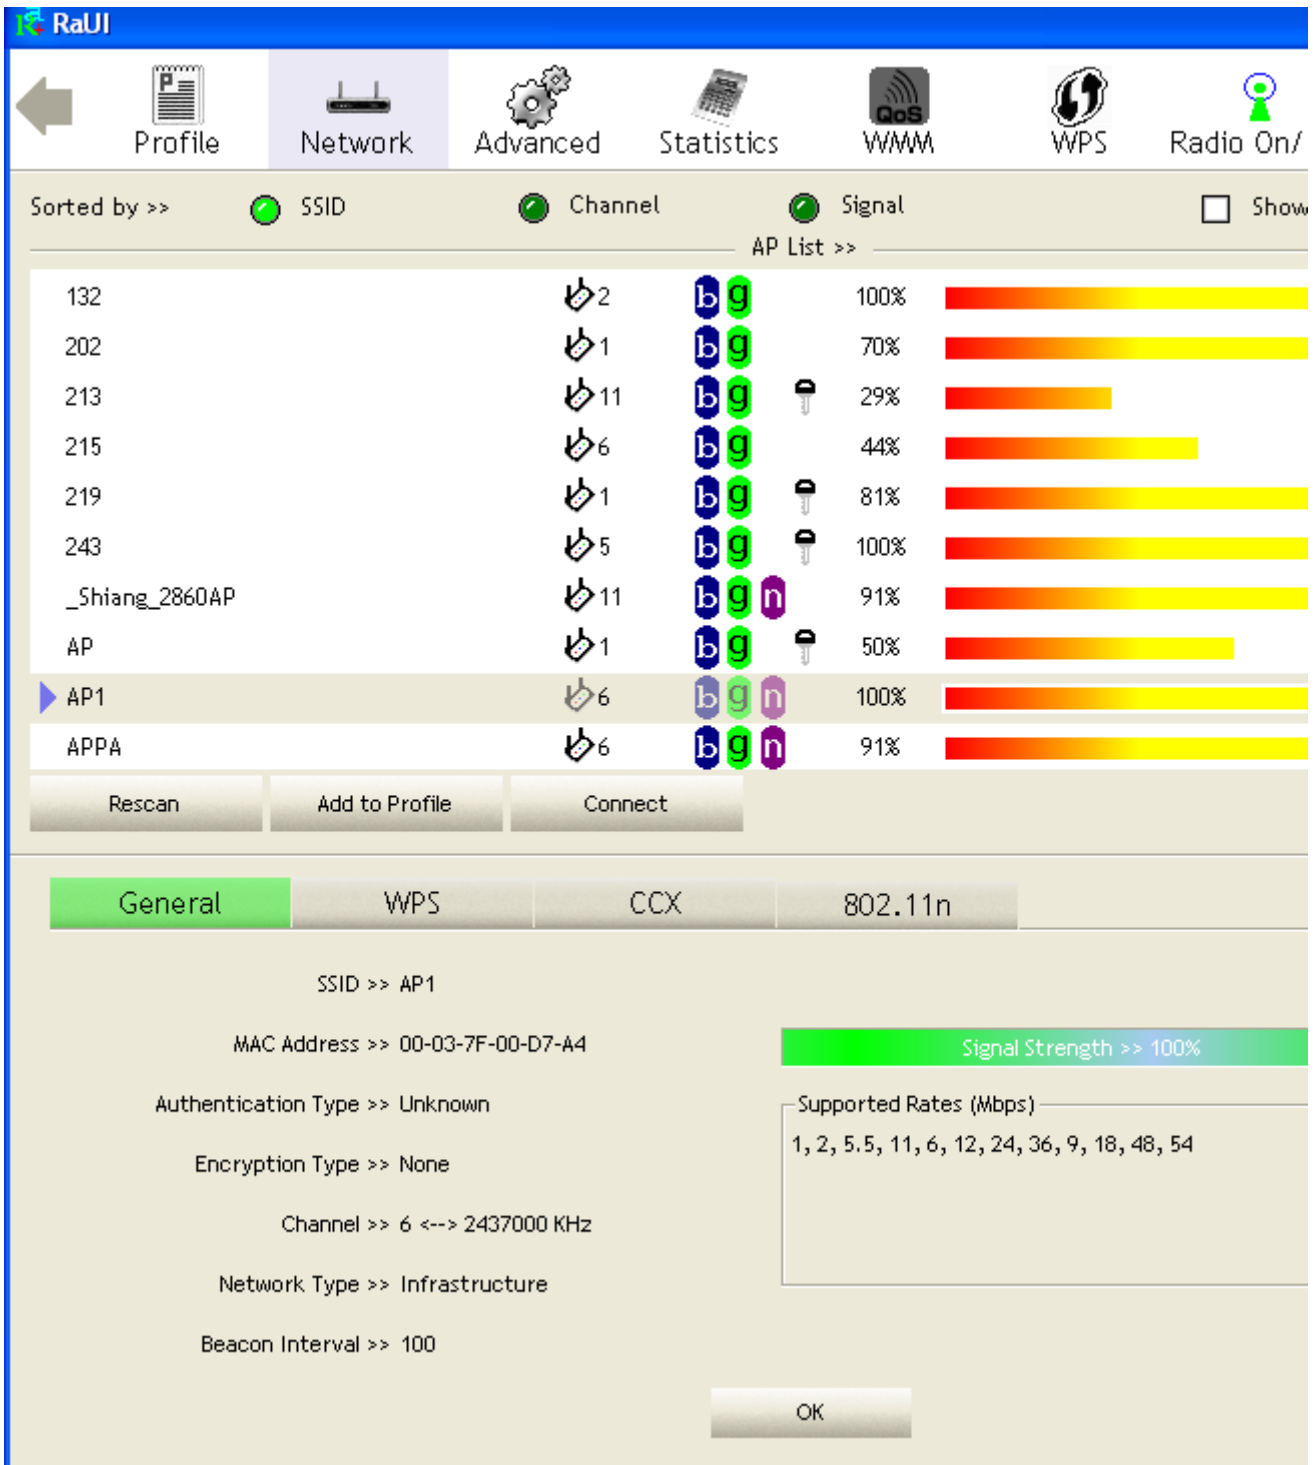 RaUI
Profile Network Advanced Statistics QoS WMM WPS Radio On/
Sorted by >> SSID Channel Signal Show
AP List >>
132 2 b g 100%
202 1 b g 70%
213 11 b g 29%
215 6 b g 44%
219 1 b g 81%
243 5 b g 100%
_Shiang_2860AP 11 b g n 91%
AP 1 b g 50%
AP1 6 b g n 100%
APPA 6 b g n 91%
Rescan Add to Profile Connect
General WPS CCX 802.11n
SSID >> AP1
MAC Address >> 00-03-7F-00-D7-A4
Signal Strength >> 100%
Authentication Type >> Unknown
Supported Rates (Mbps)
1, 2, 5.5, 11, 6, 12, 24, 36, 9, 18, 48, 54
Encryption Type >> None
Channel >> 6 <--> 2437000 KHz
Network Type >> Infrastructure
Beacon Interval >> 100
OK